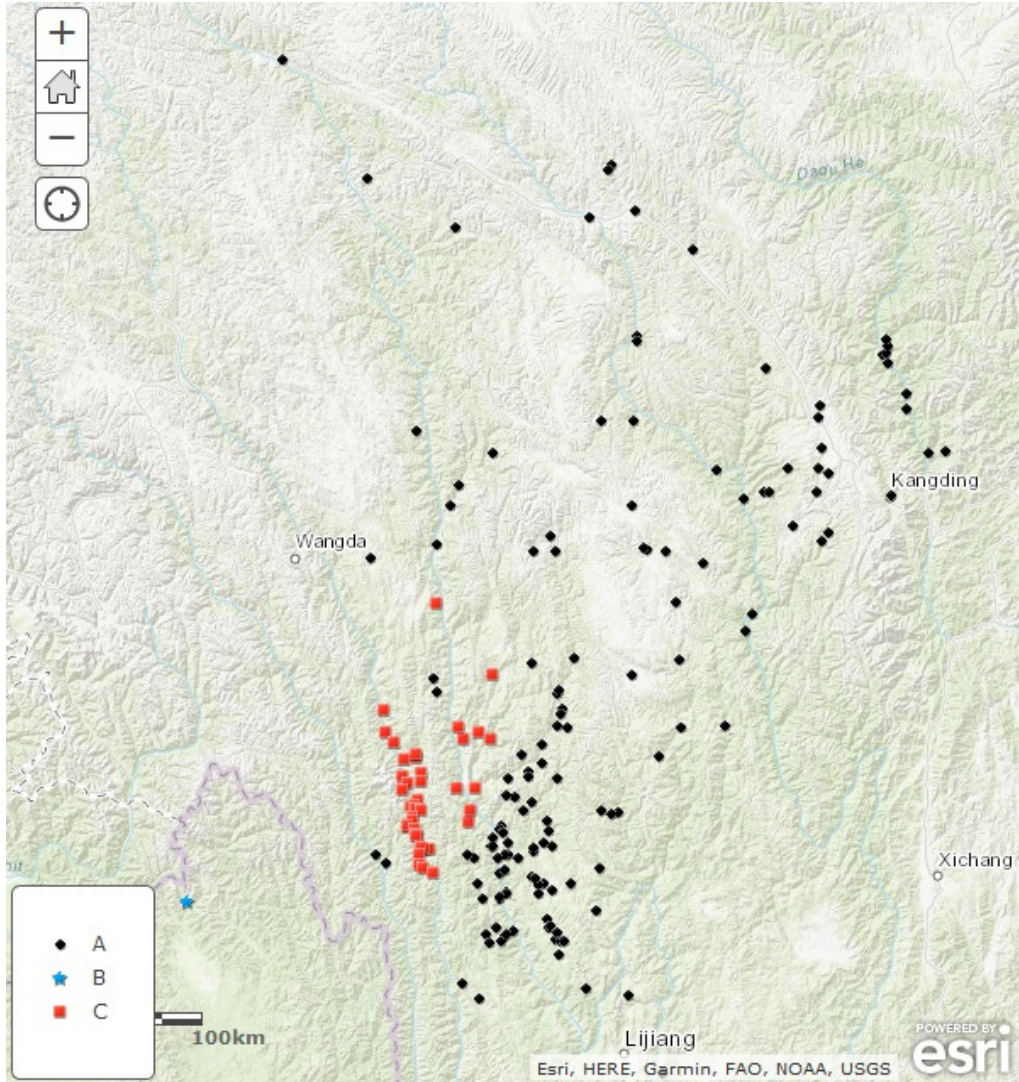 +
−
Dadu He
Kangding
Wangda
Xichang
A
B
C
100km
Lijiang
POWERED BY
esri
Esri, HERE, Garmin, FAO, NOAA, USGS